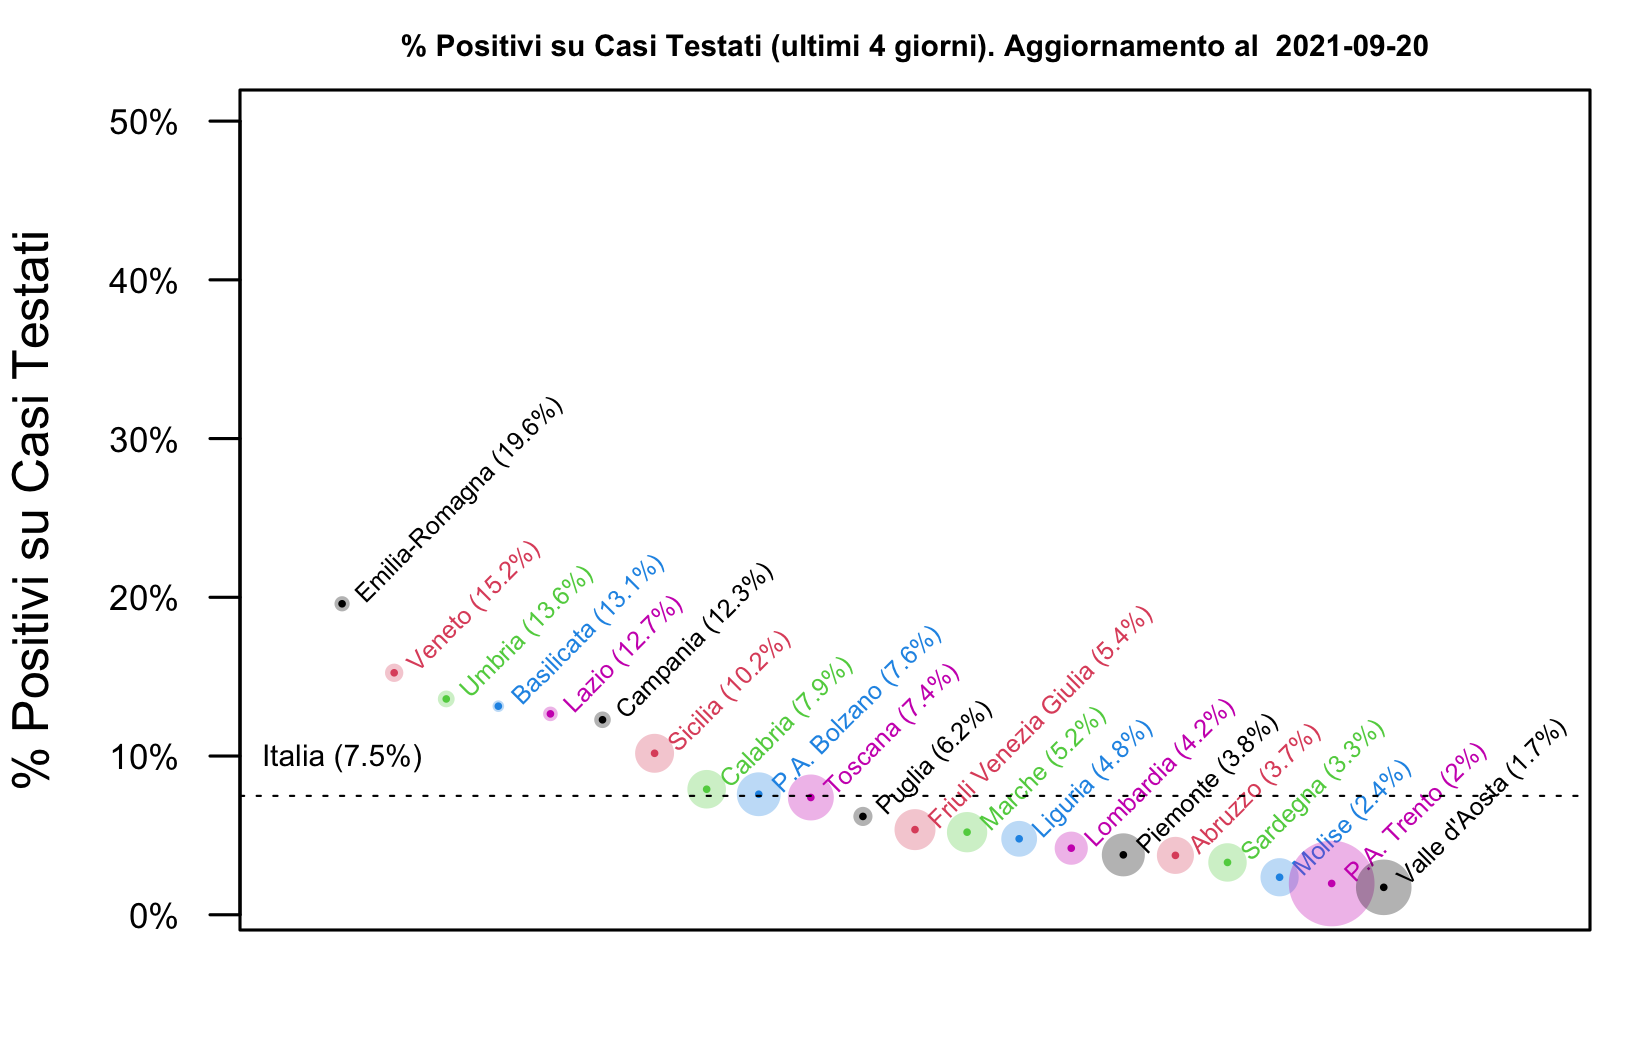 % Positivi su Casi Testati (ultimi 4 giorni). Aggiornamento al  2021-09-20
% Positivi su Casi Testati
50%
40%
30%
20%
10%
0%
Italia (7.5%)
Emilia-Romagna (19.6%)
Veneto (15.2%)
Umbria (13.6%)
Basilicata (13.1%)
Lazio (12.7%)
Campania (12.3%)
Sicilia (10.2%)
Calabria (7.9%)
P.A. Bolzano (7.6%)
Toscana (7.4%)
Puglia (6.2%)
Friuli Venezia Giulia (5.4%)
Marche (5.2%)
Liguria (4.8%)
Lombardia (4.2%)
Piemonte (3.8%)
Abruzzo (3.7%)
Sardegna (3.3%)
Molise (2.4%)
P.A. Trento (2%)
Valle d'Aosta (1.7%)